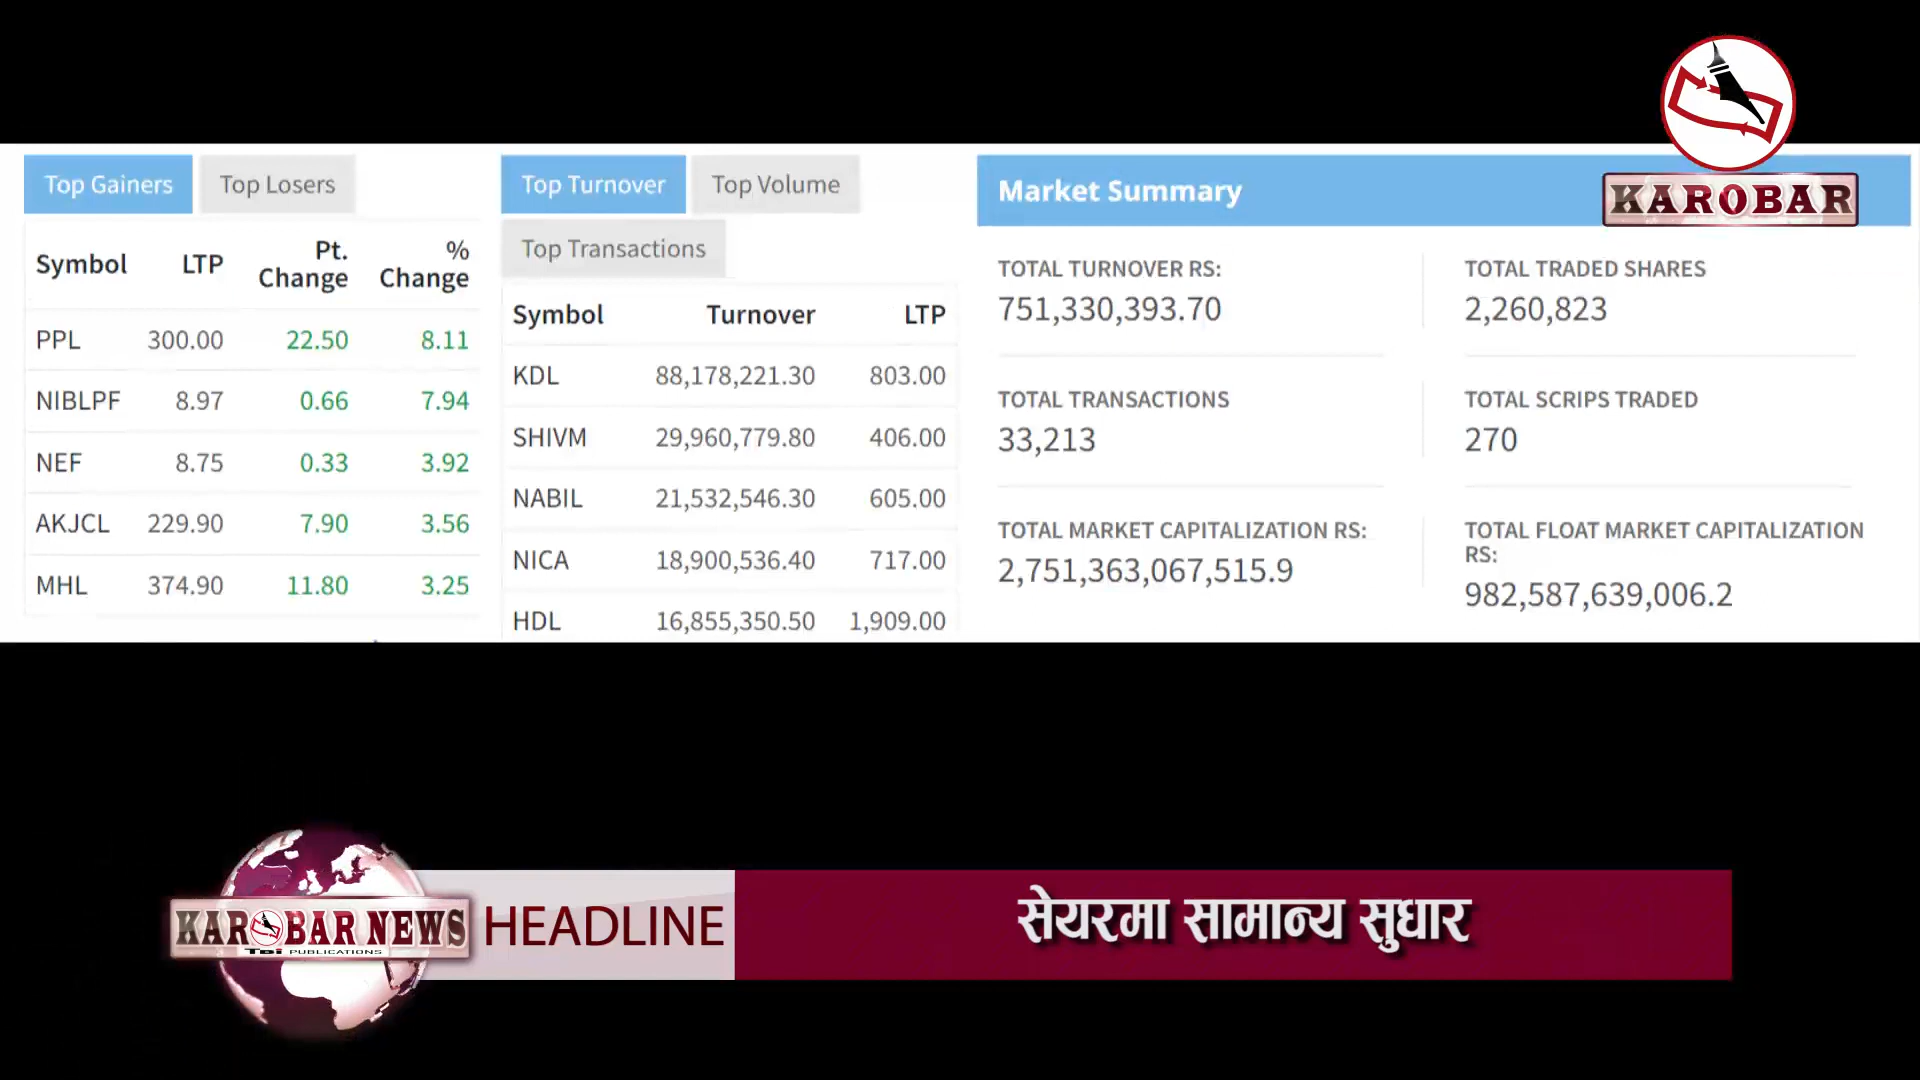 KAROBAR
Top Gainers Top Losers
Symbol LTP Pt. Change % Change
PPL 300.00 22.50 8.11
NIBLPF 8.97 0.66 7.94
NEF 8.75 0.33 3.92
AKJCL 229.90 7.90 3.56
MHL 374.90 11.80 3.25
Top Turnover Top Volume
Top Transactions
Symbol Turnover LTP
KDL 88,178,221.30 803.00
SHIVM 29,960,779.80 406.00
NABIL 21,532,546.30 605.00
NICA 18,900,536.40 717.00
HDL 16,855,350.50 1,909.00
Market Summary
TOTAL TURNOVER RS:
751,330,393.70
TOTAL TRADED SHARES
2,260,823
TOTAL TRANSACTIONS
33,213
TOTAL SCRIPS TRADED
270
TOTAL MARKET CAPITALIZATION RS:
2,751,363,067,515.9
TOTAL FLOAT MARKET CAPITALIZATION
RS:
982,587,639,006.2
KAROBAR NEWS
TBI PUBLICATIONS
HEADLINE
सेयरमा सामान्य सुधार